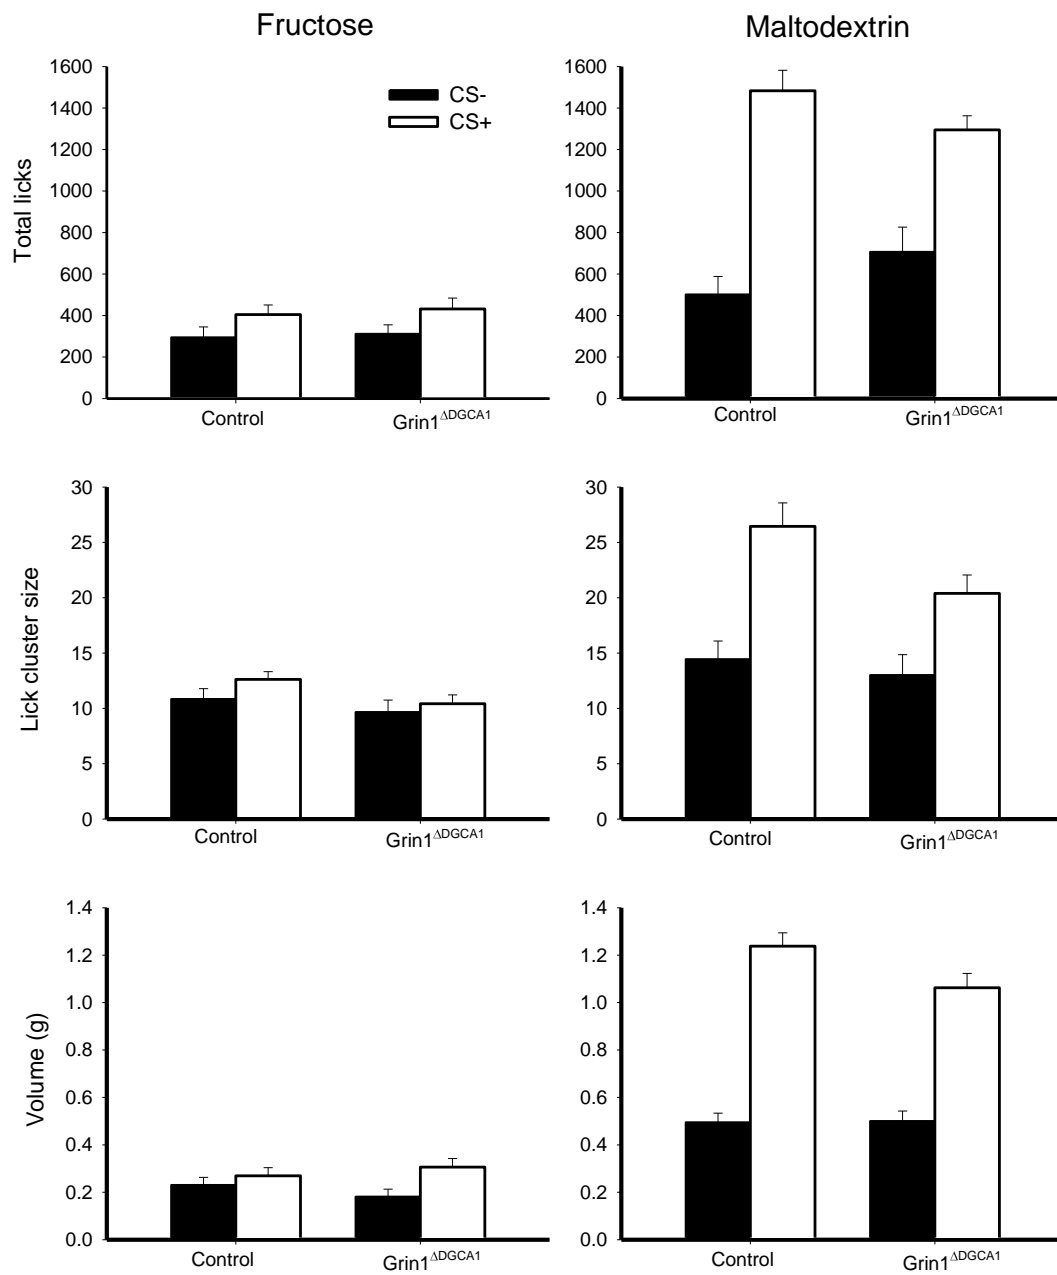 Fructose
Maltodextrin
Total licks
1600
1400
1200
1000
800
600
400
200
0
CS-
CS+
Control
Grin1ΔDGCA1
1600
1400
1200
1000
800
600
400
200
0
Control
Grin1ΔDGCA1
Lick cluster size
30
25
20
15
10
5
0
Control
Grin1ΔDGCA1
30
25
20
15
10
5
0
Control
Grin1ΔDGCA1
Volume (g)
1.4
1.2
1.0
0.8
0.6
0.4
0.2
0.0
Control
Grin1ΔDGCA1
1.4
1.2
1.0
0.8
0.6
0.4
0.2
0.0
Control
Grin1ΔDGCA1